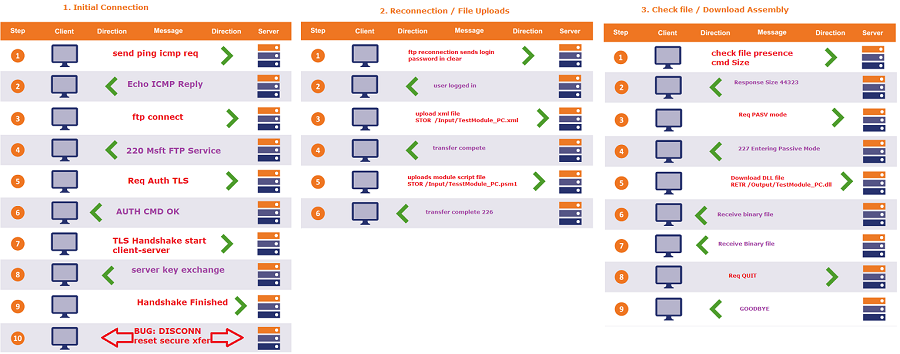 1. Initial Connection
Step Client Direction Message Direction Server
1 send ping icmp req
2 Echo ICMP Reply
3 ftp connect
4 220 Msft FTP Service
5 Req Auth TLS
6 AUTH CMD OK
7 TLS Handshake start
client-server
8 server key exchange
9 Handshake Finished
10 BUG: DISCONN
reset secure xfer
2. Reconnection / File Uploads
Step Client Direction Message Direction Server
1 ftp reconnection sends login
password in clear
2 user logged in
3 upload xml file
STOR /Input/TestModule_PC.xml
4 transfer compete
5 uploads module script file
STOR /Input/TesstModule_PC.psm1
6 transfer complete 226
3. Check file / Download Assembly
Step Client Direction Message Direction Server
1 check file presence
cmd Size
2 Response Size 44323
3 Req PASV mode
4 227 Entering Passive Mode
5 Download DLL file
RETR /Output/TestModule_PC.dll
6 Receive binary file
7 Receive Binary file
8 Req QUIT
9 GOODBYE